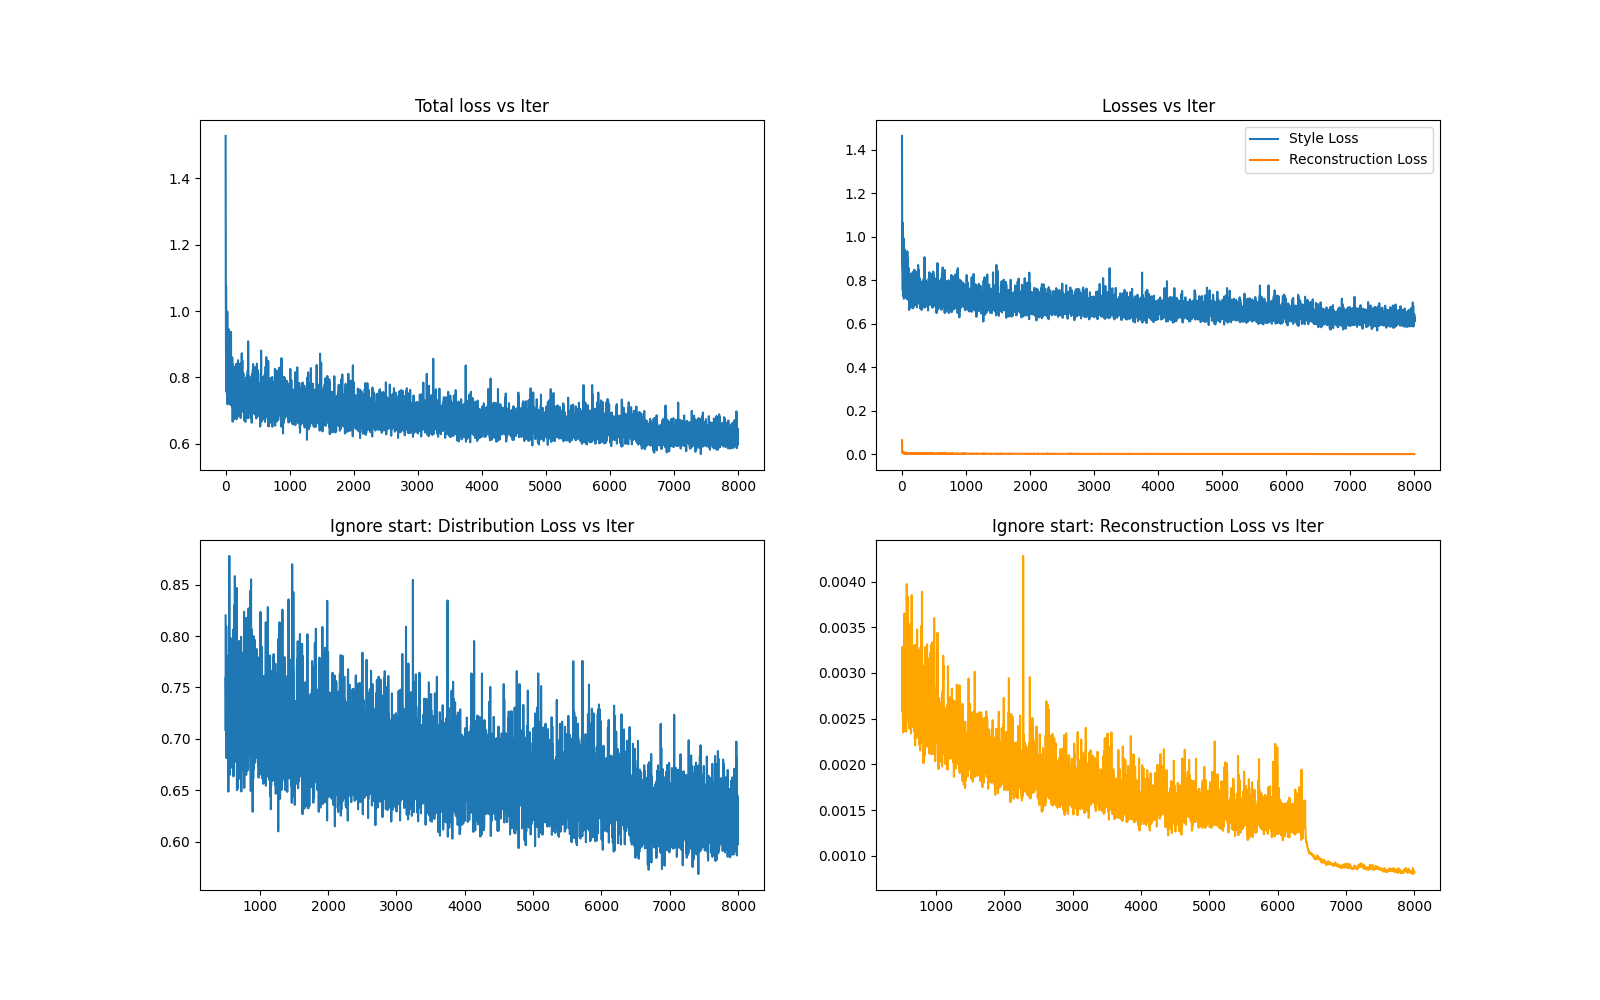 Total loss vs Iter
1.4
1.2
1.0
0.8
0.6
0 1000 2000 3000 4000 5000 6000 7000 8000
Losses vs Iter
Style Loss
Reconstruction Loss
1.4
1.2
1.0
0.8
0.6
0.4
0.2
0.0
0 1000 2000 3000 4000 5000 6000 7000 8000
Ignore start: Distribution Loss vs Iter
0.85
0.80
0.75
0.70
0.65
0.60
1000 2000 3000 4000 5000 6000 7000 8000
Ignore start: Reconstruction Loss vs Iter
0.0040
0.0035
0.0030
0.0025
0.0020
0.0015
0.0010
1000 2000 3000 4000 5000 6000 7000 8000